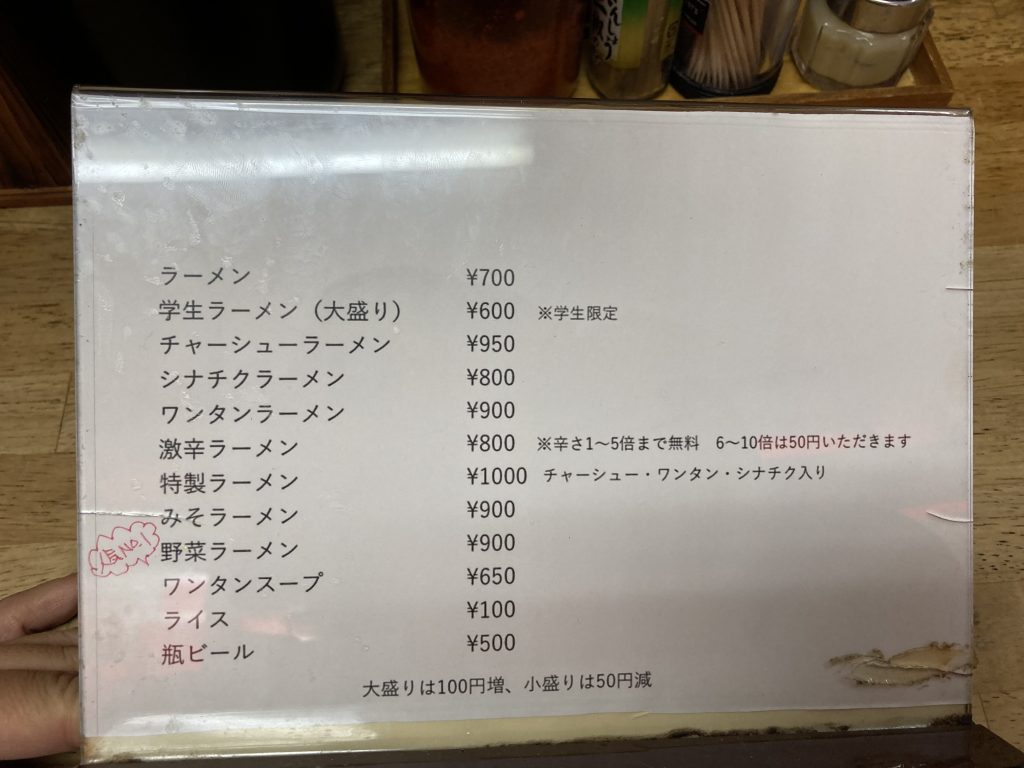 ラーメン ¥700
学生ラーメン（大盛り） ¥600 ※学生限定
チャーシューラーメン ¥950
シナチクラーメン ¥800
ワンタンラーメン ¥900
激辛ラーメン ¥800 ※辛さ1～5倍まで無料 6～10倍は50円いただきます
特製ラーメン ¥1000 チャーシュー・ワンタン・シナチク入り
みそラーメン ¥900
人気No.1
野菜ラーメン ¥900
ワンタンスープ ¥650
ライス ¥100
瓶ビール ¥500
大盛りは100円増、小盛りは50円減